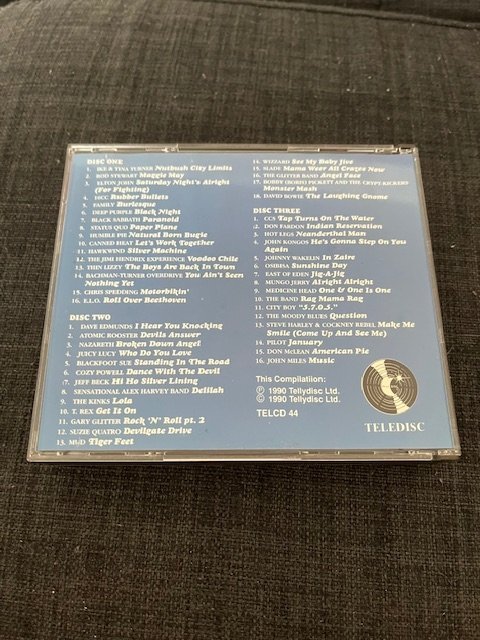 DISC ONE
1. IKE & TINA TURNER Nutbush City Limits
2. ROD STEWART Maggie May
3. ELTON JOHN Saturday Night's Alright
(For Fighting)
4. 10CC Rubber Bullets
5. FAMILY Burlesque
6. DEEP PURPLE Black Night
7. BLACK SABBATH Paranoid
8. STATUS QUO Paper Plane
9. HUMBLE PIE Natural Born Bugie
10. CANNED HEAT Let's Work Together
11. HAWKWIND Silver Machine
12. THE JIMI HENDRIX EXPERIENCE Voodoo Chile
13. THIN LIZZY The Boys Are Back In Town
14. BACHMAN-TURNER OVERDRIVE You Ain't Seen
Nothing Yet
15. CHRIS SPEDDING Motorbikin'
16. E.L.O. Roll Over Beethoven
DISC TWO
1. DAVE EDMUNDS I Hear You Knocking
2. ATOMIC ROOSTER Devils Answer
3. NAZARETH Broken Down Angel
4. JUICY LUCY Who Do You Love
5. BLACKFOOT SUE Standing In The Road
6. COZY POWELL Dance With The Devil
7. JEFF BECK Hi Ho Silver Lining
8. SENSATIONAL ALEX HARVEY BAND Delilah
9. THE KINKS Lola
10. T. REX Get It On
11. GARY GLITTER Rock 'N' Roll pt. 2
12. SUZIE QUATRO Devilgate Drive
13. MUD Tiger Feet
14. WIZZARD See My Baby Jive
15. SLADE Mama Weer All Crazee Now
16. THE GLITTER BAND Angel Face
17. BOBBY (BORIS) PICKETT AND THE CRYPT-KICKERS
Monster Mash
18. DAVID BOWIE The Laughing Gnome
DISC THREE
1. CCS Tap Turns On The Water
2. DON FARDON Indian Reservation
3. HOT LEGS Neanderthal Man
4. JOHN KONGOS He's Gonna Step On You
Again
5. JOHNNY WAKELIN In Zaire
6. OSIBISA Sunshine Day
7. EAST OF EDEN Jig-A-Jig
8. MUNGO JERRY Alright Alright
9. MEDICINE HEAD One & One Is One
10. THE BAND Rag Mama Rag
11. CITY BOY "5.7.0.5."
12. THE MOODY BLUES Question
13. STEVE HARLEY & COCKNEY REBEL Make Me
Smile (Come Up And See Me)
14. PILOT January
15. DON McLEAN American Pie
16. JOHN MILES Music
This Compilation:
℗ 1990 Tellydisc Ltd.
© 1990 Tellydisc Ltd.
TELCD 44
TELEDISC